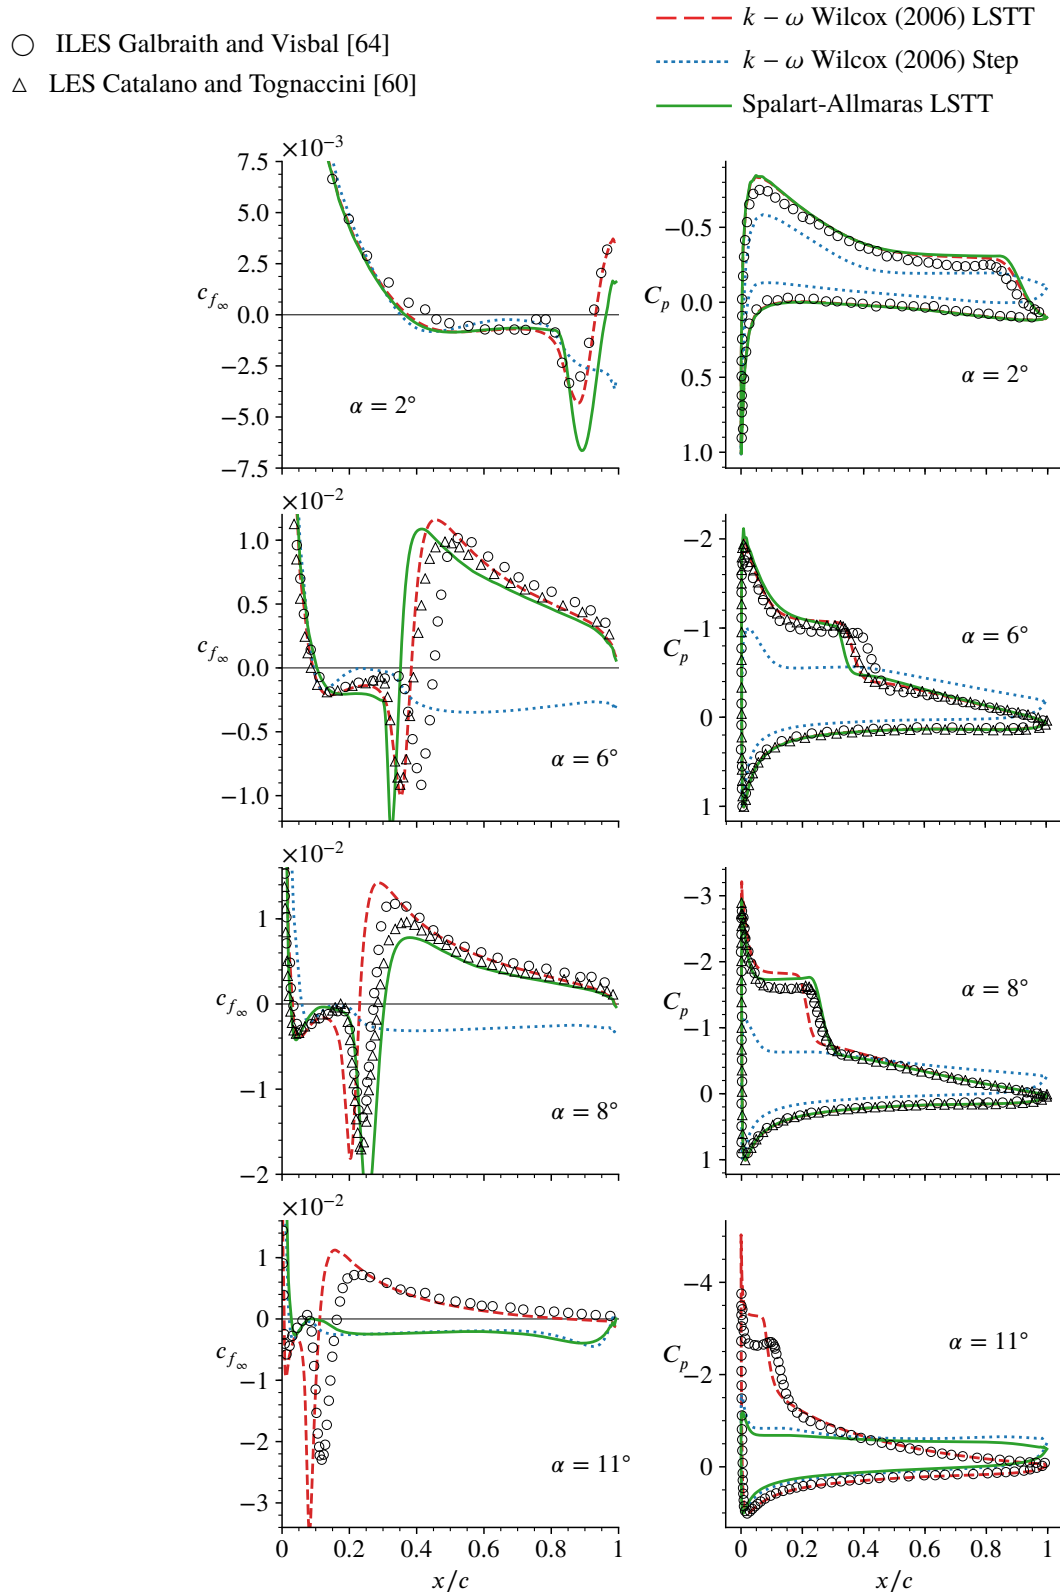 ILES Galbraith and Visbal [64]
LES Catalano and Tognaccini [60]
k − ω Wilcox (2006) LSTT
k − ω Wilcox (2006) Step
Spalart-Allmaras LSTT
×10⁻³
7.5
5.0
2.5
0.0
−2.5
−5.0
−7.5
c_f∞
α = 2°
−0.5
0.0
0.5
1.0
C_p
α = 2°
×10⁻²
1.0
0.5
0.0
−0.5
−1.0
c_f∞
α = 6°
−2
−1
0
1
C_p
α = 6°
×10⁻²
1
0
−1
−2
c_f∞
α = 8°
−3
−2
−1
0
1
C_p
α = 8°
×10⁻²
1
0
−1
−2
−3
c_f∞
α = 11°
0 0.2 0.4 0.6 0.8 1
x/c
−4
−2
0
C_p
α = 11°
0 0.2 0.4 0.6 0.8 1
x/c